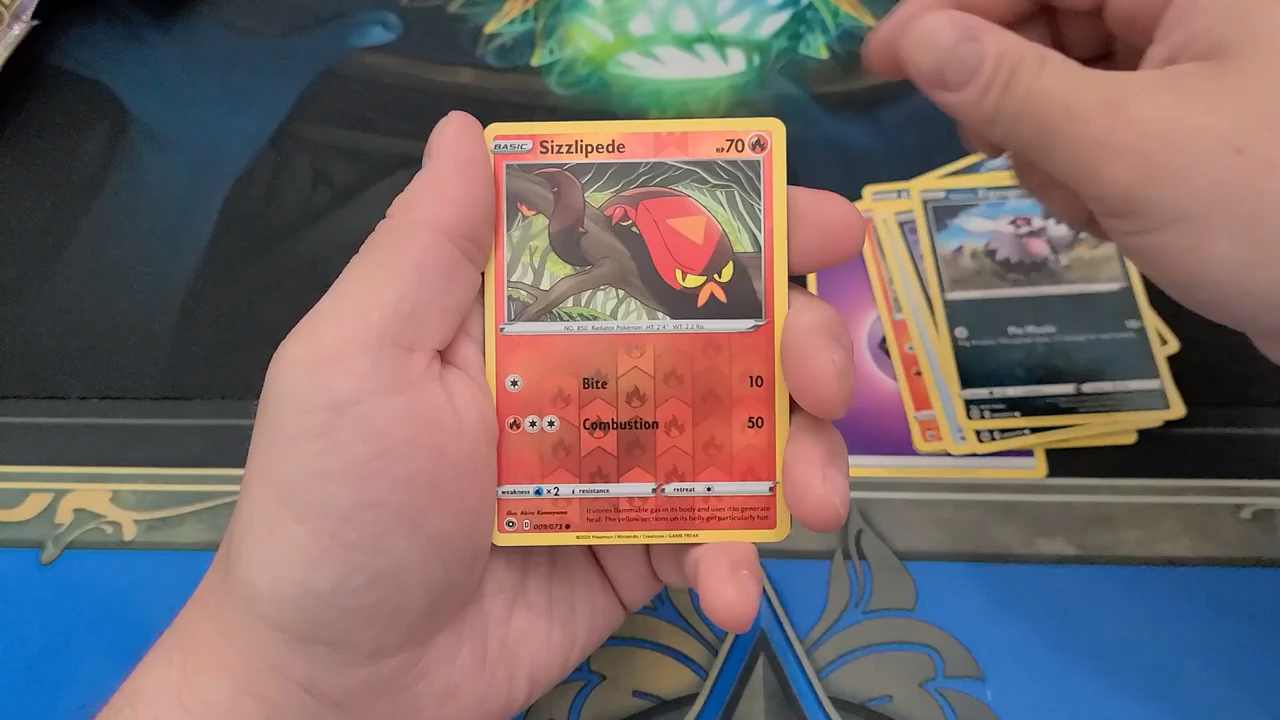 BASIC Sizzlipede HP 70
NO. 850 Radiator Pokémon HT: 2'4" WT: 2.2 lbs.
Bite 10
Combustion 50
weakness ×2 resistance retreat
Illus. Akira Komayama
It stores flammable gas in its body and uses it to generate
heat. The yellow sections on its belly get particularly hot.
D 009/073
©2020 Pokémon / Nintendo / Creatures / GAME FREAK